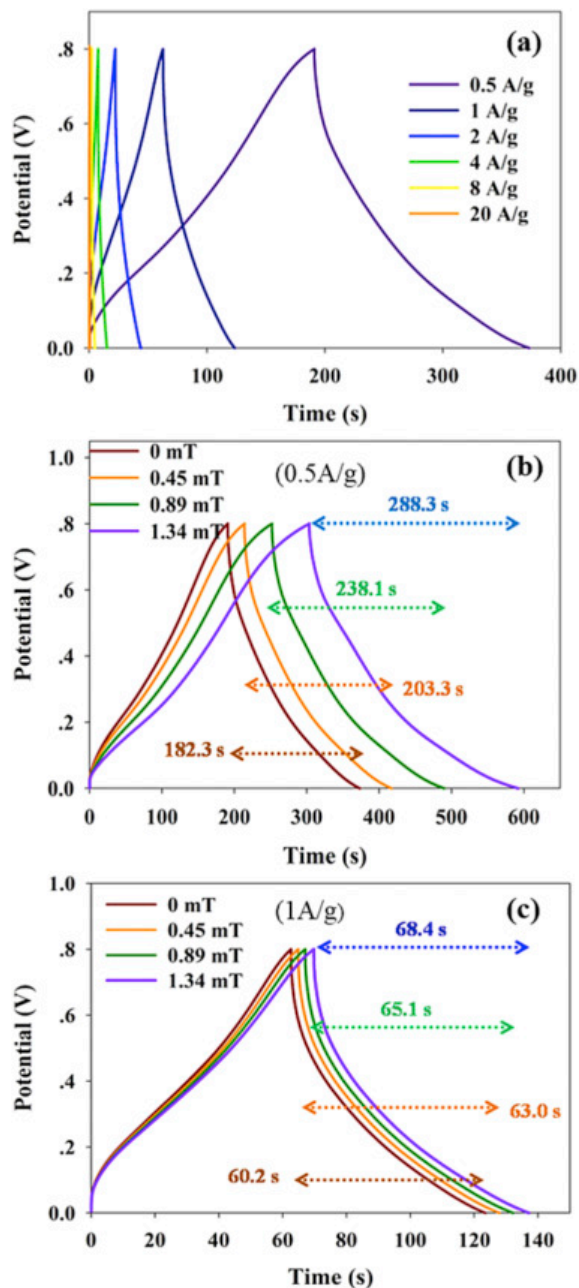 (a)
.8
.6
.4
.2
0.0
Potential (V)
0.5 A/g
1 A/g
2 A/g
4 A/g
8 A/g
20 A/g
0 100 200 300 400
Time (s)
(b)
(0.5A/g)
1.0
.8
.6
.4
.2
0.0
Potential (V)
0 mT
0.45 mT
0.89 mT
1.34 mT
288.3 s
238.1 s
203.3 s
182.3 s
0 100 200 300 400 500 600
Time (s)
(c)
(1A/g)
1.0
.8
.6
.4
.2
0.0
Potential (V)
0 mT
0.45 mT
0.89 mT
1.34 mT
68.4 s
65.1 s
63.0 s
60.2 s
0 20 40 60 80 100 120 140
Time (s)